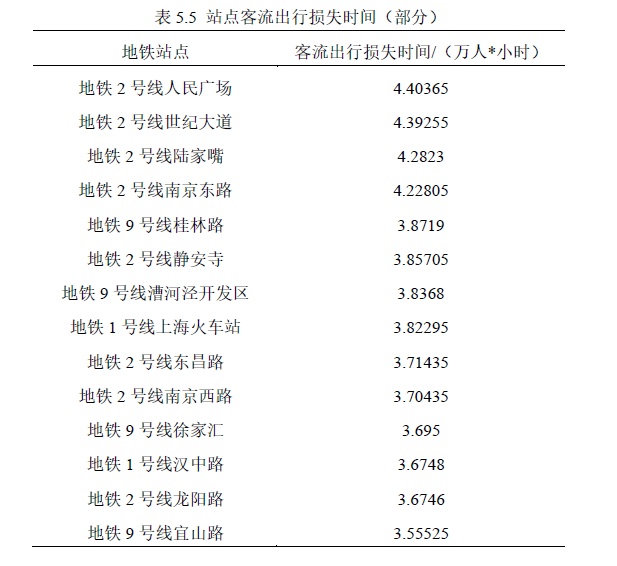 表 5.5 站点客流出行损失时间（部分）
地铁站点 客流出行损失时间/（万人*小时）
地铁 2 号线人民广场 4.40365
地铁 2 号线世纪大道 4.39255
地铁 2 号线陆家嘴 4.2823
地铁 2 号线南京东路 4.22805
地铁 9 号线桂林路 3.8719
地铁 2 号线静安寺 3.85705
地铁 9 号线漕河泾开发区 3.8368
地铁 1 号线上海火车站 3.82295
地铁 2 号线东昌路 3.71435
地铁 2 号线南京西路 3.70435
地铁 9 号线徐家汇 3.695
地铁 1 号线汉中路 3.6748
地铁 2 号线龙阳路 3.6746
地铁 9 号线宜山路 3.55525